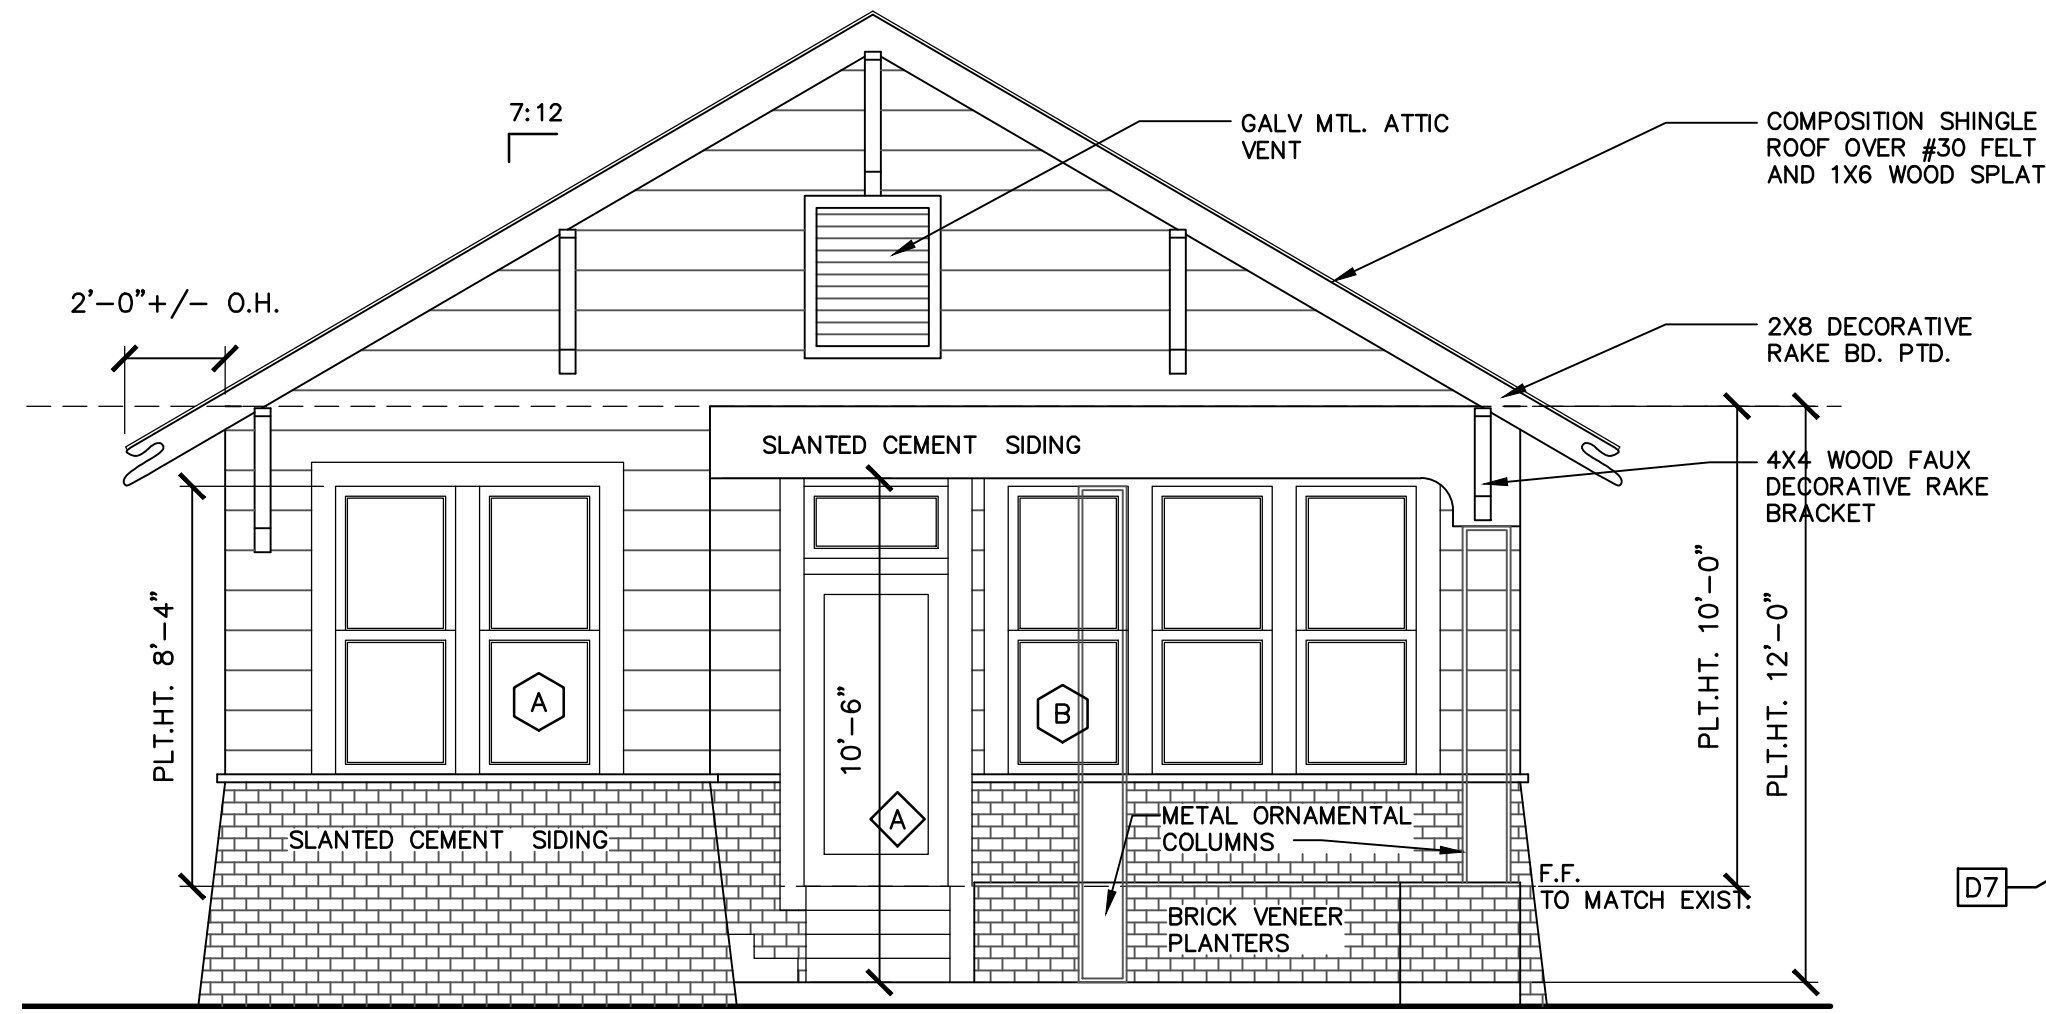 7:12
GALV MTL. ATTIC
VENT
COMPOSITION SHINGLE
ROOF OVER #30 FELT
AND 1X6 WOOD SPLAT
2'-0"+/- O.H.
2X8 DECORATIVE
RAKE BD. PTD.
SLANTED CEMENT SIDING
4X4 WOOD FAUX
DECORATIVE RAKE
BRACKET
PLT.HT. 8'-4"
A
10'-6"
B
PLT.HT. 10'-0"
PLT.HT. 12'-0"
A
METAL ORNAMENTAL
COLUMNS
SLANTED CEMENT SIDING
F.F.
TO MATCH EXIST.
D7
BRICK VENEER
PLANTERS